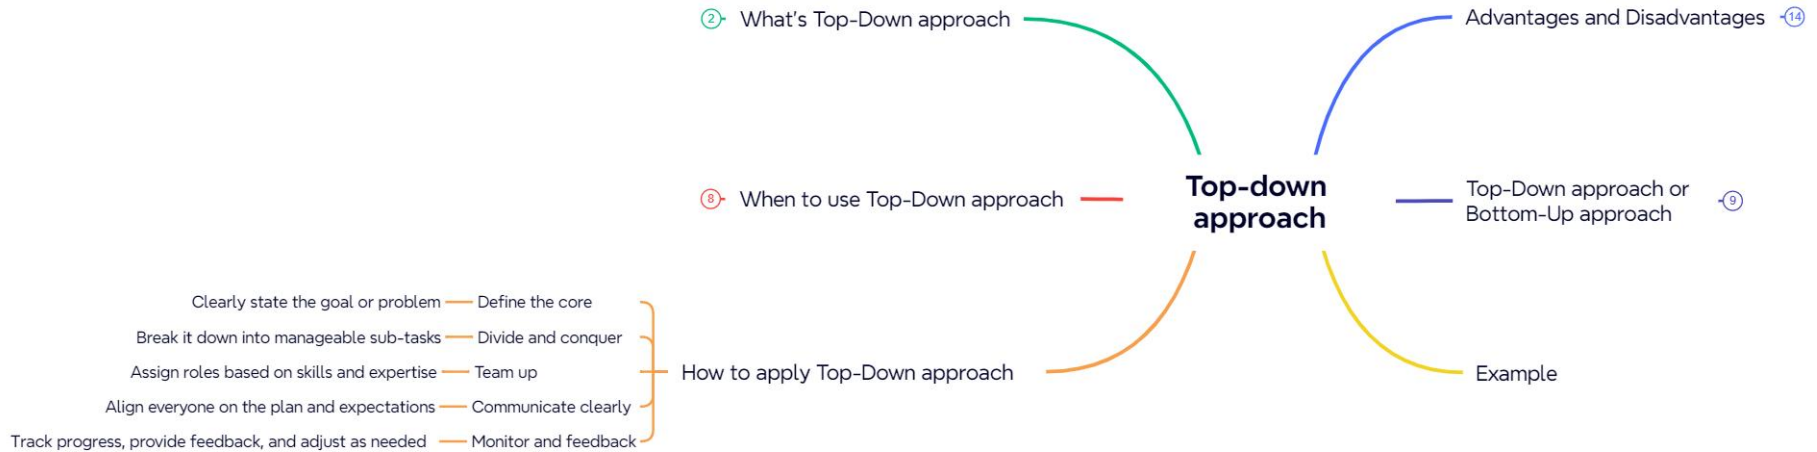 Top-down
approach
2
What's Top-Down approach
8
When to use Top-Down approach
How to apply Top-Down approach
Define the core
Clearly state the goal or problem
Divide and conquer
Break it down into manageable sub-tasks
Team up
Assign roles based on skills and expertise
Communicate clearly
Align everyone on the plan and expectations
Monitor and feedback
Track progress, provide feedback, and adjust as needed
Advantages and Disadvantages
14
Top-Down approach or
Bottom-Up approach
9
Example